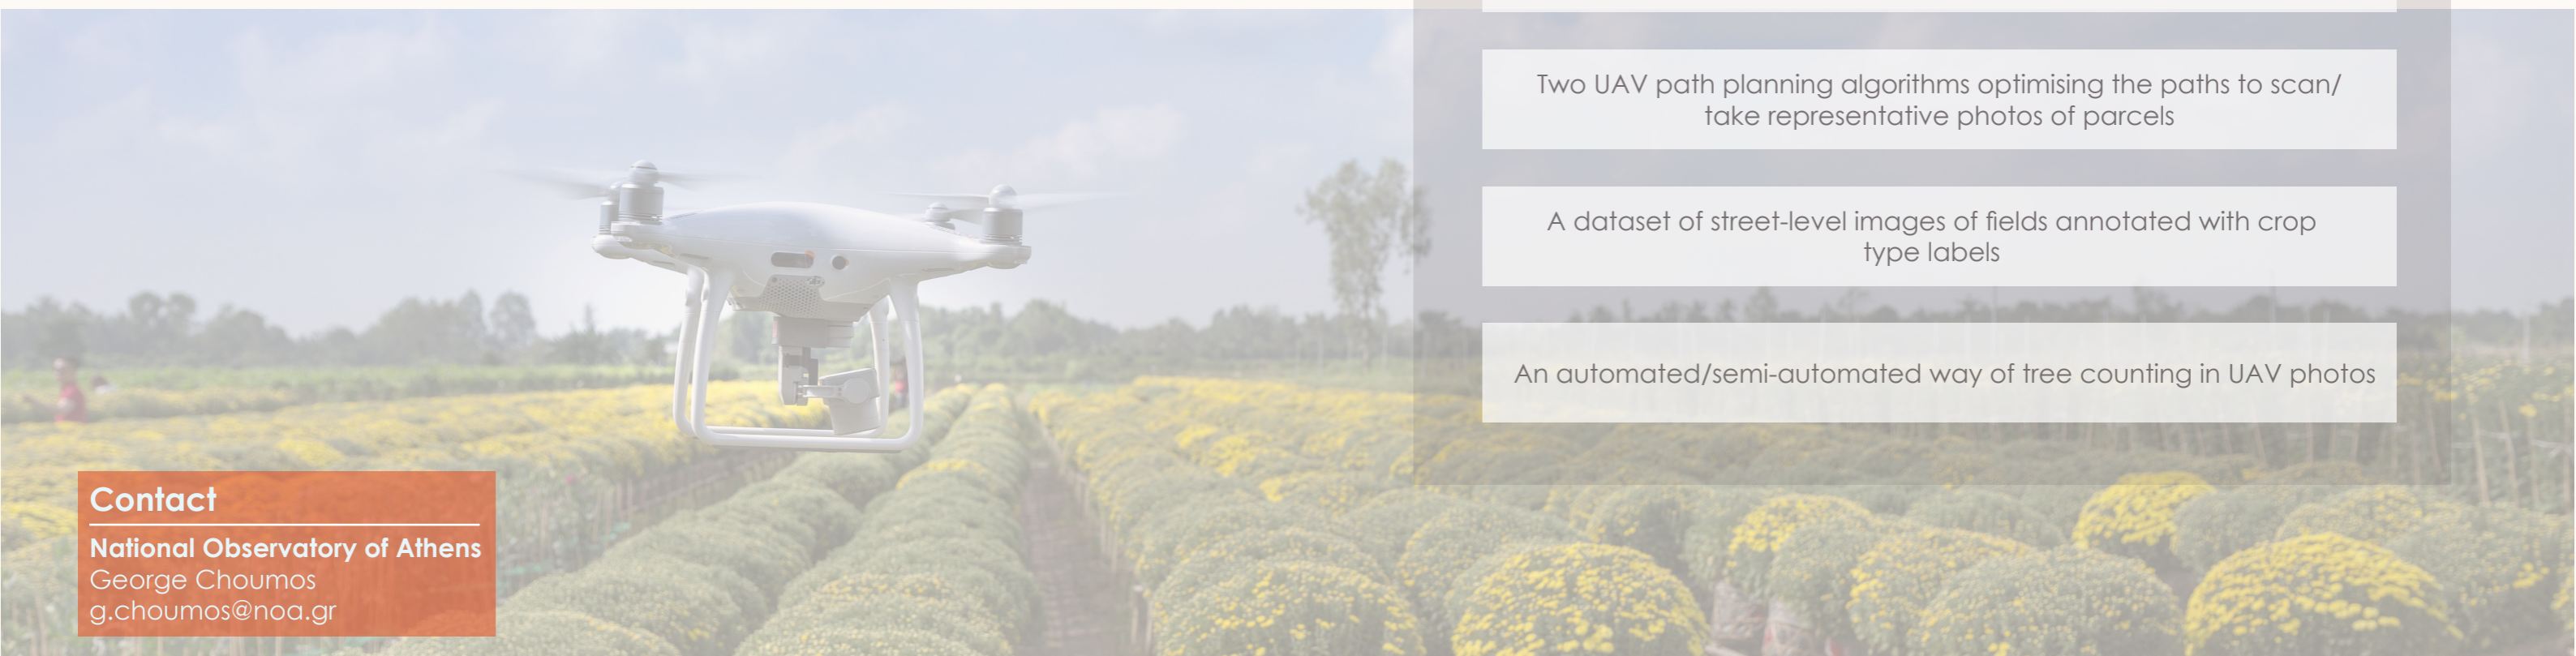 Two UAV path planning algorithms optimising the paths to scan/
take representative photos of parcels
A dataset of street-level images of fields annotated with crop
type labels
An automated/semi-automated way of tree counting in UAV photos
Contact
National Observatory of Athens
George Choumos
g.choumos@noa.gr